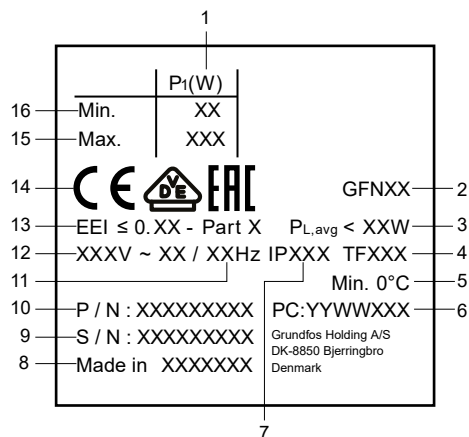 1
P1(W)
16 Min. XX
15 Max. XXX
14 CE VDE EAC GFNXX 2
13 EEI ≤ 0.XX - Part X PL,avg < XXW 3
12 XXXV ~ XX / XXHz IPXXX TFXXX 4
11 Min. 0°C 5
10 P / N : XXXXXXXXX PC:YYWWXXX 6
9 S / N : XXXXXXXXX Grundfos Holding A/S
DK-8850 Bjerringbro
8 Made in XXXXXXX Denmark
7